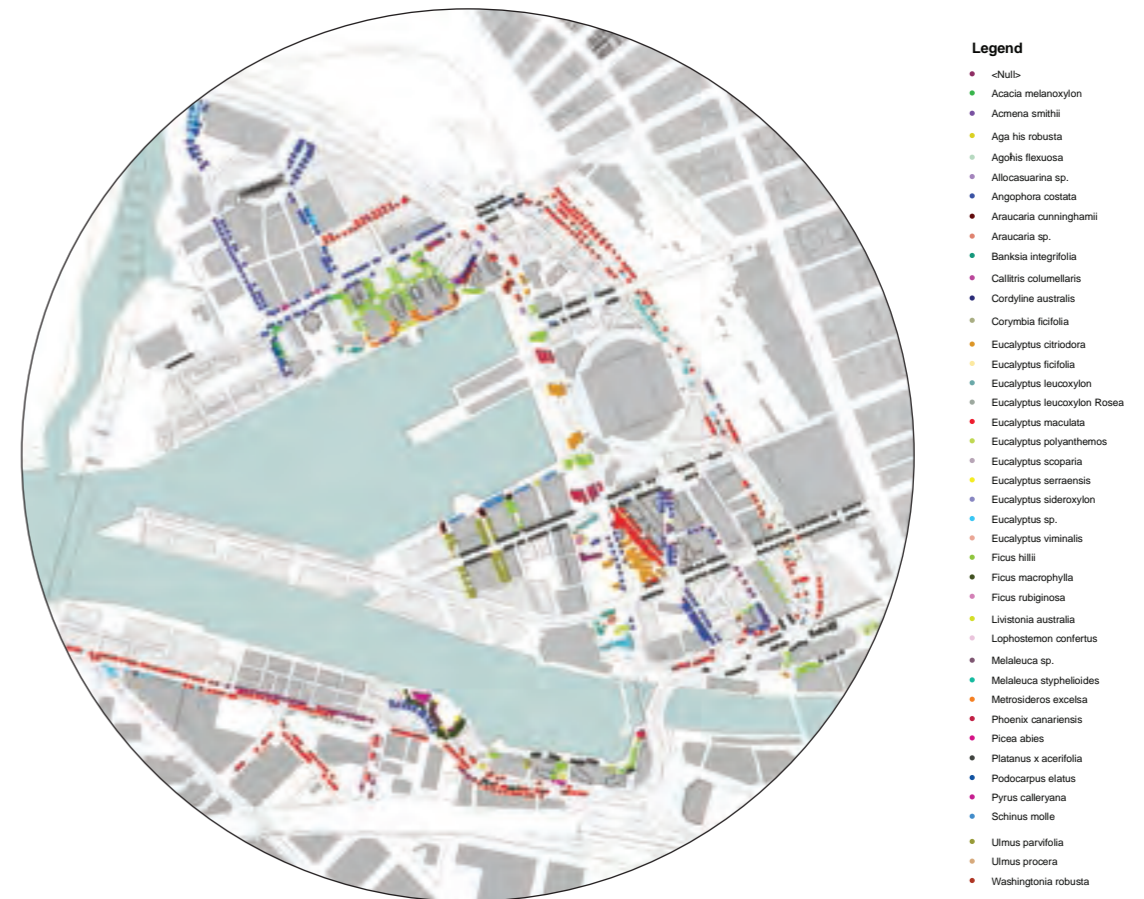 Legend
<Null>
Acacia melanoxylon
Acmena smithii
Aga his robusta
Agohis flexuosa
Allocasuarina sp.
Angophora costata
Araucaria cunninghamii
Araucaria sp.
Banksia integrifolia
Callitris columellaris
Cordyline australis
Corymbia ficifolia
Eucalyptus citriodora
Eucalyptus ficifolia
Eucalyptus leucoxylon
Eucalyptus leucoxylon Rosea
Eucalyptus maculata
Eucalyptus polyanthemos
Eucalyptus scoparia
Eucalyptus serraensis
Eucalyptus sideroxylon
Eucalyptus sp.
Eucalyptus viminalis
Ficus hillii
Ficus macrophylla
Ficus rubiginosa
Livistonia australia
Lophostemon confertus
Melaleuca sp.
Melaleuca styphelioides
Metrosideros excelsa
Phoenix canariensis
Picea abies
Platanus x acerifolia
Podocarpus elatus
Pyrus calleryana
Schinus molle
Ulmus parvifolia
Ulmus procera
Washingtonia robusta